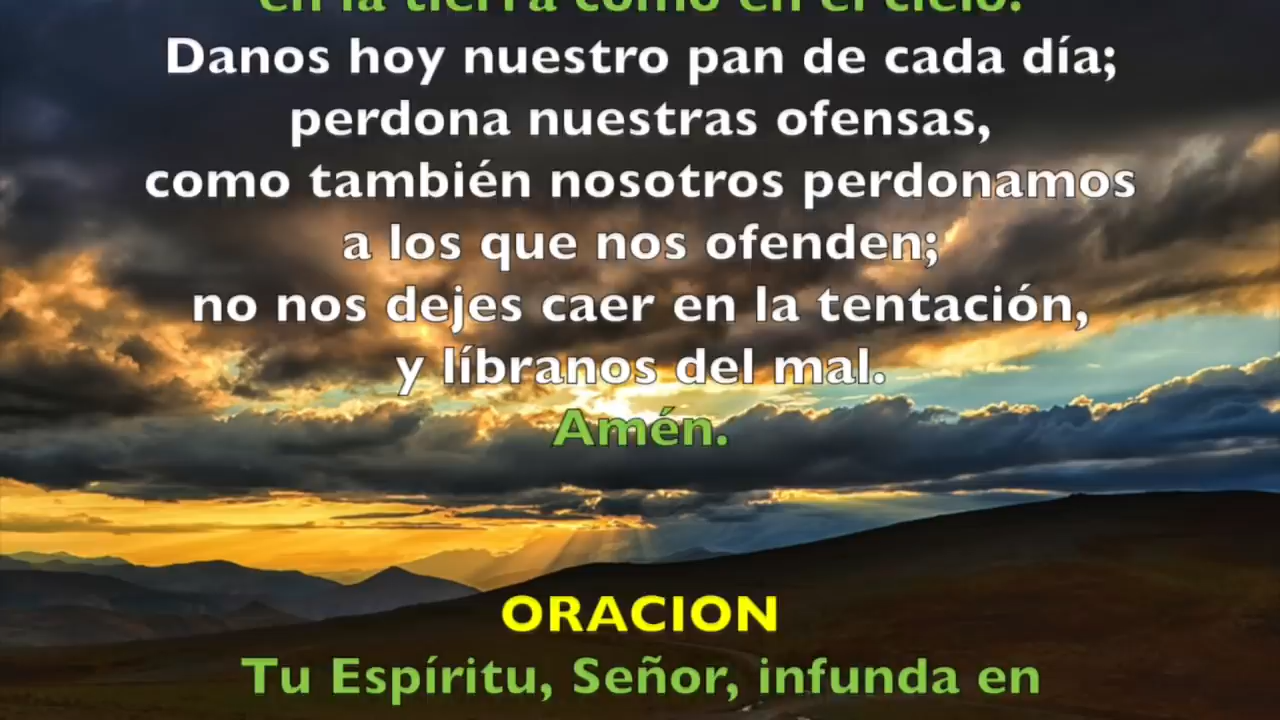 en la tierra como en el cielo.
Danos hoy nuestro pan de cada día;
perdona nuestras ofensas,
como también nosotros perdonamos
a los que nos ofenden;
no nos dejes caer en la tentación,
y líbranos del mal.
Amén.
ORACION
Tu Espíritu, Señor, infunda en